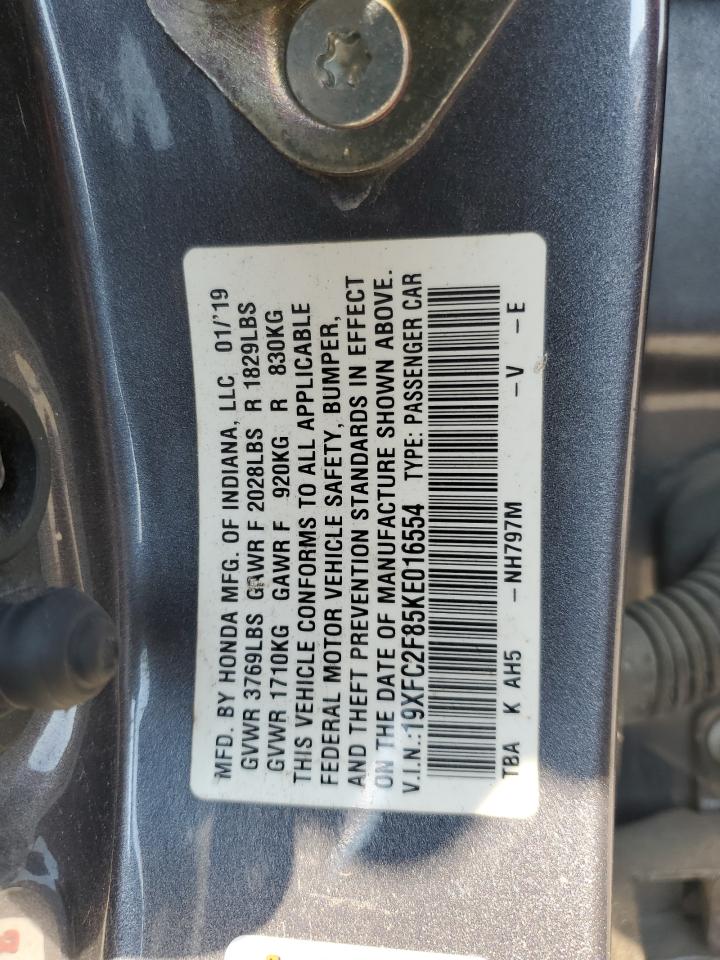 MFD. BY HONDA MFG. OF INDIANA, LLC 01/'19
GVWR 3769LBS GAWR F 2028LBS R 1829LBS
GVWR 1710KG GAWR F 920KG R 830KG
THIS VEHICLE CONFORMS TO ALL APPLICABLE
FEDERAL MOTOR VEHICLE SAFETY, BUMPER,
AND THEFT PREVENTION STANDARDS IN EFFECT
ON THE DATE OF MANUFACTURE SHOWN ABOVE.
V.I.N.:19XFC2F85KE016554 TYPE: PASSENGER CAR
TBA K AH5 -NH797M -V -E